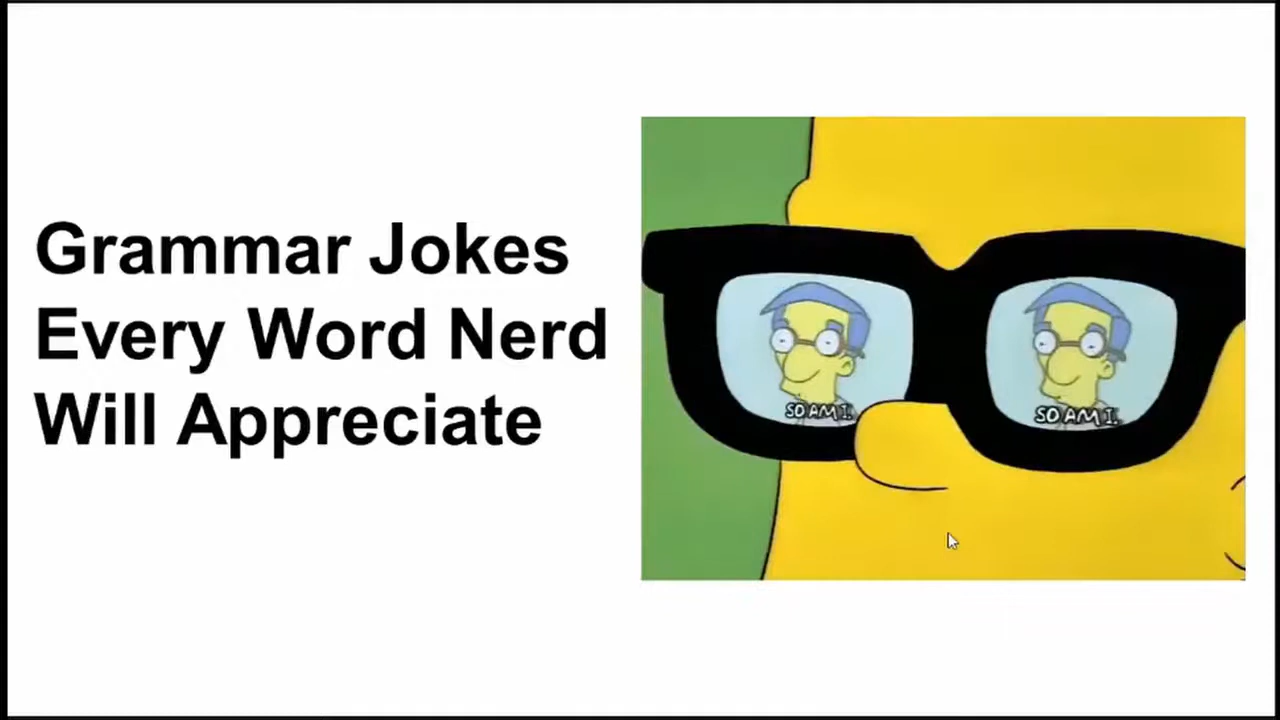 Grammar Jokes
Every Word Nerd
Will Appreciate
SO AM I.
SO AM I.